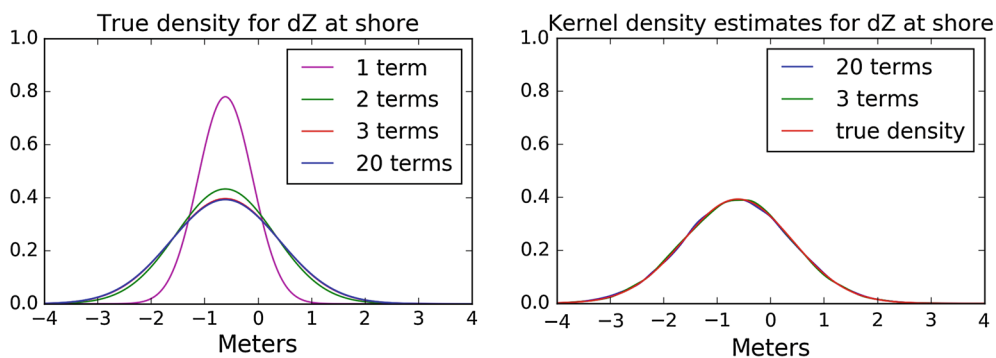 True density for dZ at shore
1.0
0.8
0.6
0.4
0.2
0.0
1 term
2 terms
3 terms
20 terms
−4 −3 −2 −1 0 1 2 3 4
Meters
Kernel density estimates for dZ at shore
1.0
0.8
0.6
0.4
0.2
0.0
20 terms
3 terms
true density
−4 −3 −2 −1 0 1 2 3 4
Meters